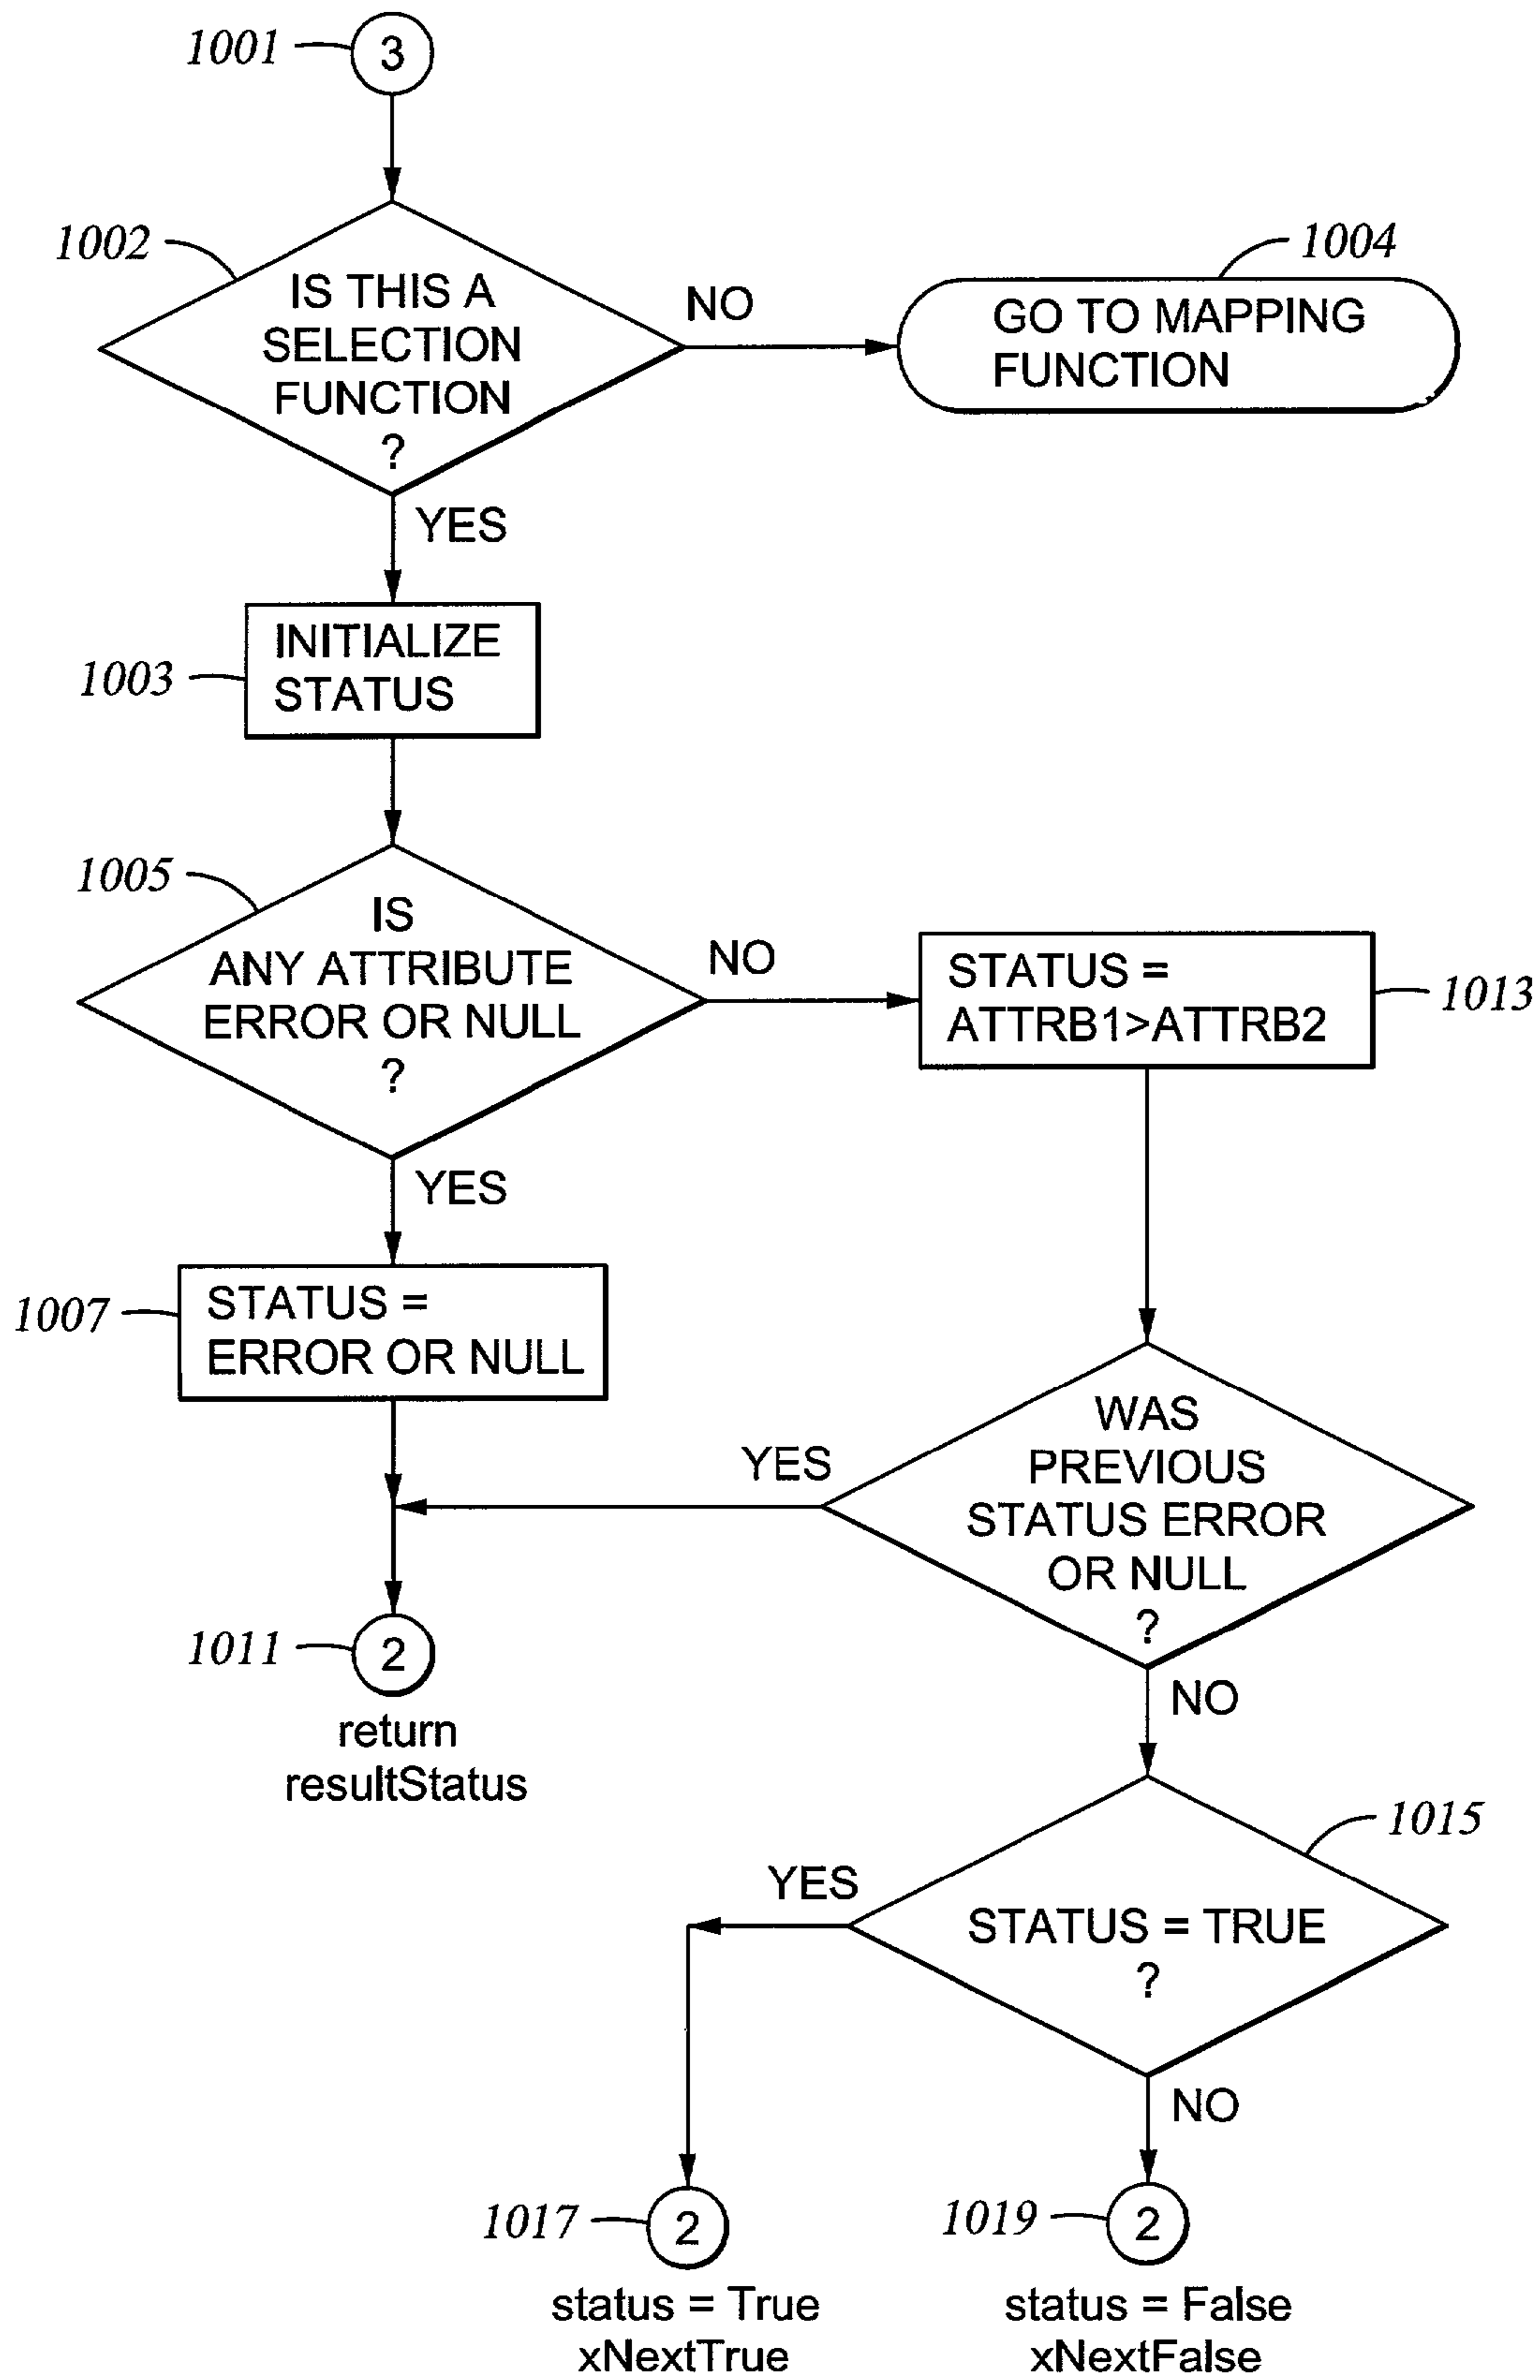 1001
3
1002
IS THIS A
SELECTION
FUNCTION
?
NO
1004
GO TO MAPPING
FUNCTION
YES
1003
INITIALIZE
STATUS
1005
IS
ANY ATTRIBUTE
ERROR OR NULL
?
NO
STATUS =
ATTRB1>ATTRB2
1013
YES
1007
STATUS =
ERROR OR NULL
WAS
PREVIOUS
STATUS ERROR
OR NULL
?
YES
1011
2
return
resultStatus
NO
1015
STATUS = TRUE
?
YES
NO
1017
2
status = True
xNextTrue
1019
2
status = False
xNextFalse